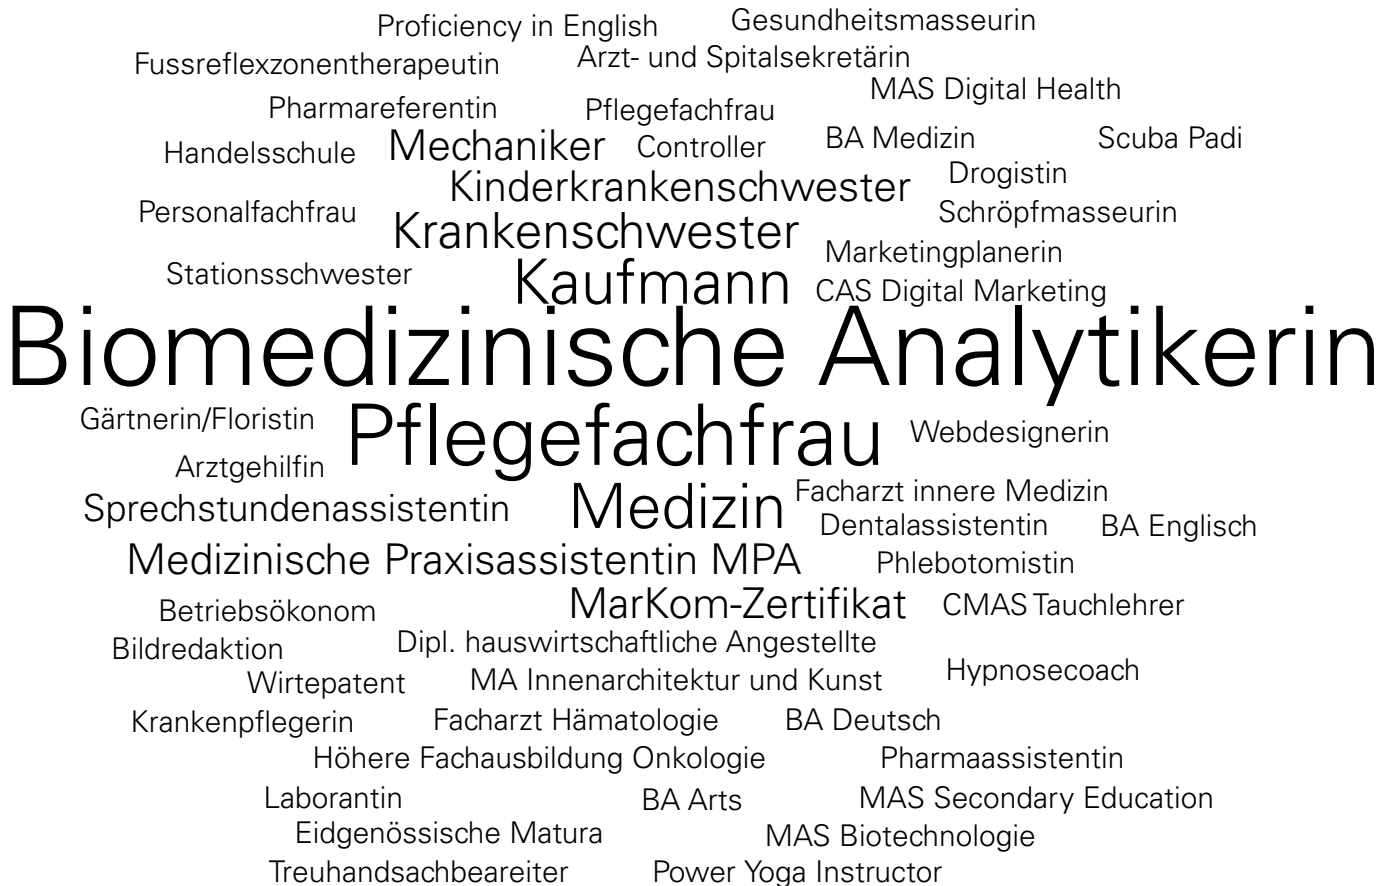 Proficiency in English Gesundheitsmasseurin
Fussreflexzonentherapeutin Arzt- und Spitalsekretärin
MAS Digital Health
Pharmareferentin Pflegefachfrau
Handelsschule Mechaniker Controller BA Medizin Scuba Padi
Kinderkrankenschwester Drogistin
Personalfachfrau Krankenschwester Schröpfmasseurin
Marketingplanerin
Stationsschwester Kaufmann CAS Digital Marketing
Biomedizinische Analytikerin
Gärtnerin/Floristin Pflegefachfrau Webdesignerin
Arztgehilfin
Sprechstundenassistentin Medizin Facharzt innere Medizin
Dentalassistentin BA Englisch
Medizinische Praxisassistentin MPA Phlebotomistin
Betriebsökonom MarKom-Zertifikat CMAS Tauchlehrer
Bildredaktion Dipl. hauswirtschaftliche Angestellte
Wirtepatent MA Innenarchitektur und Kunst Hypnosecoach
Krankenpflegerin Facharzt Hämatologie BA Deutsch
Höhere Fachausbildung Onkologie Pharmaassistentin
Laborantin BA Arts MAS Secondary Education
Eidgenössische Matura MAS Biotechnologie
Treuhandsachbeareiter Power Yoga Instructor